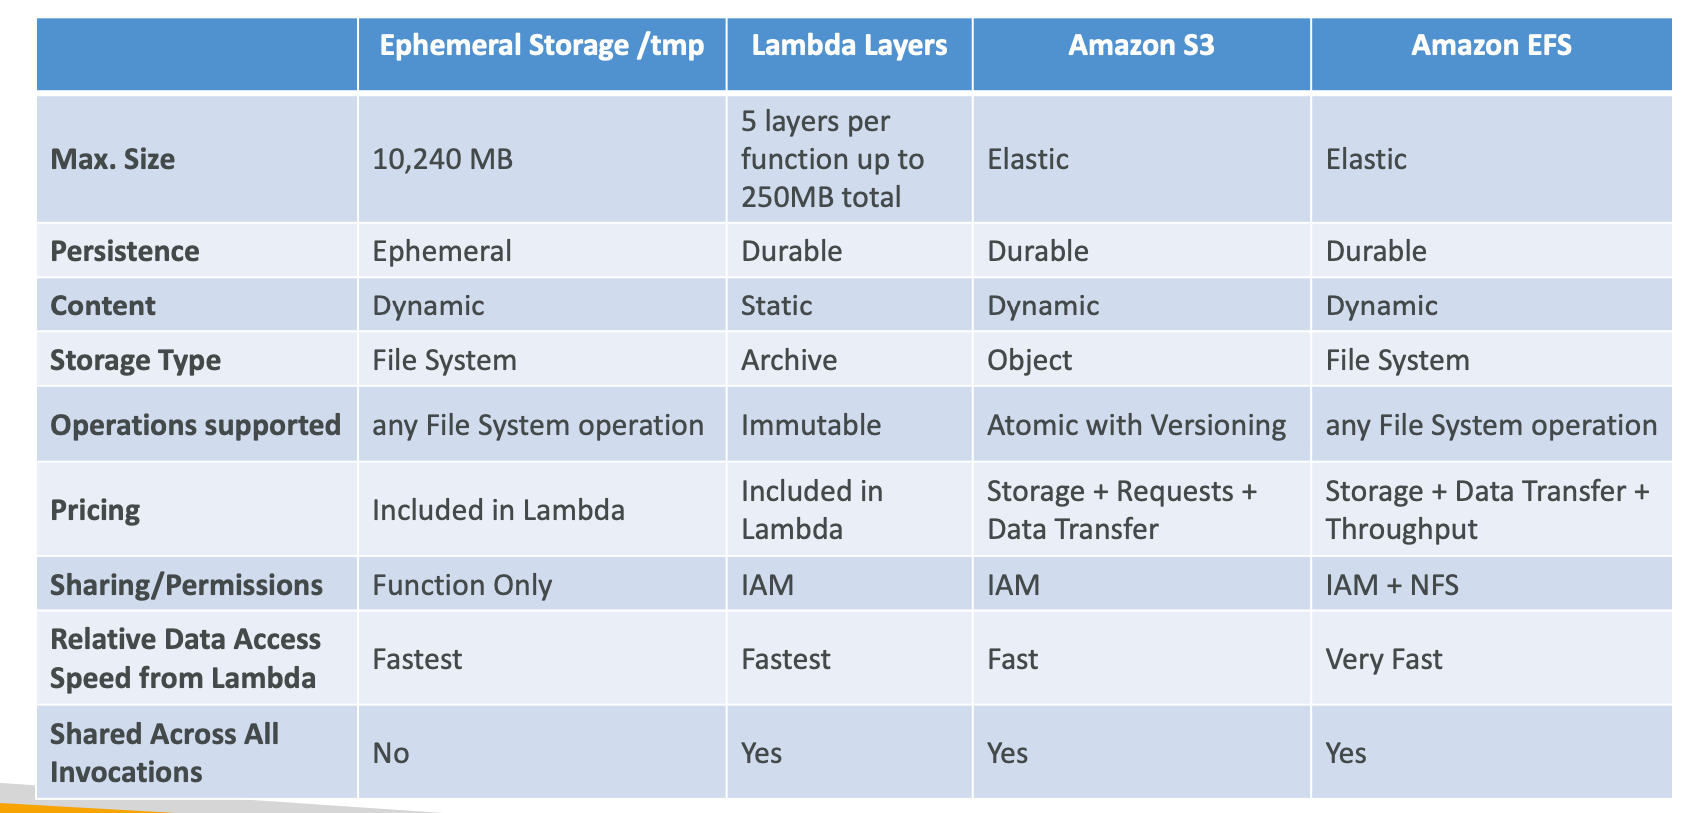 Ephemeral Storage /tmp Lambda Layers Amazon S3 Amazon EFS
Max. Size 10,240 MB 5 layers per function up to 250MB total Elastic Elastic
Persistence Ephemeral Durable Durable Durable
Content Dynamic Static Dynamic Dynamic
Storage Type File System Archive Object File System
Operations supported any File System operation Immutable Atomic with Versioning any File System operation
Pricing Included in Lambda Included in Lambda Storage + Requests + Data Transfer Storage + Data Transfer + Throughput
Sharing/Permissions Function Only IAM IAM IAM + NFS
Relative Data Access Speed from Lambda Fastest Fastest Fast Very Fast
Shared Across All Invocations No Yes Yes Yes